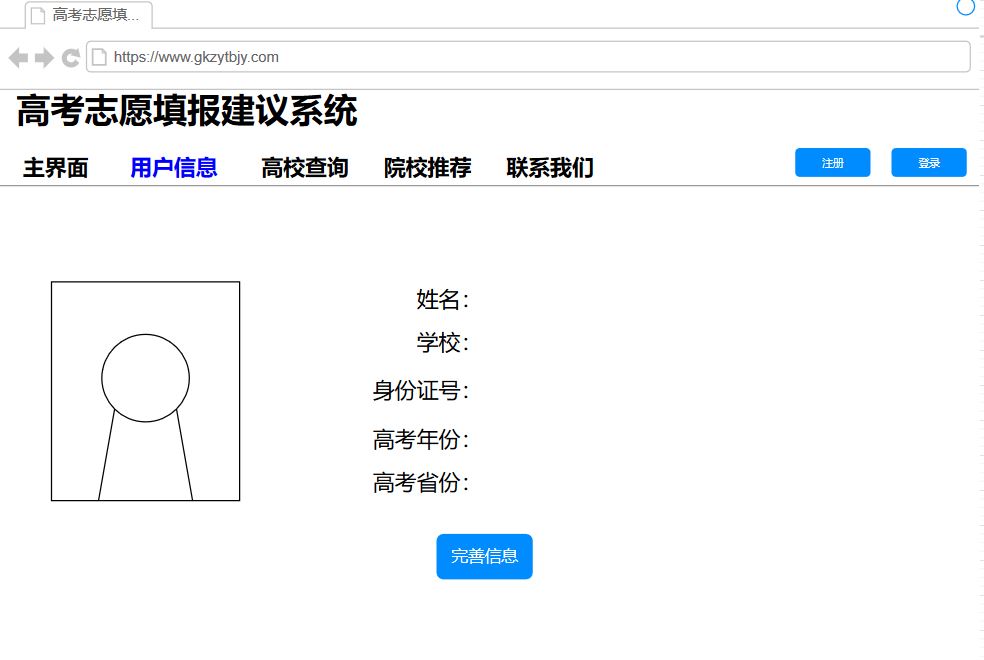 高考志愿填...
https://www.gkzytbjy.com
高考志愿填报建议系统
主界面 用户信息 高校查询 院校推荐 联系我们 注册 登录
姓名：
学校：
身份证号：
高考年份：
高考省份：
完善信息